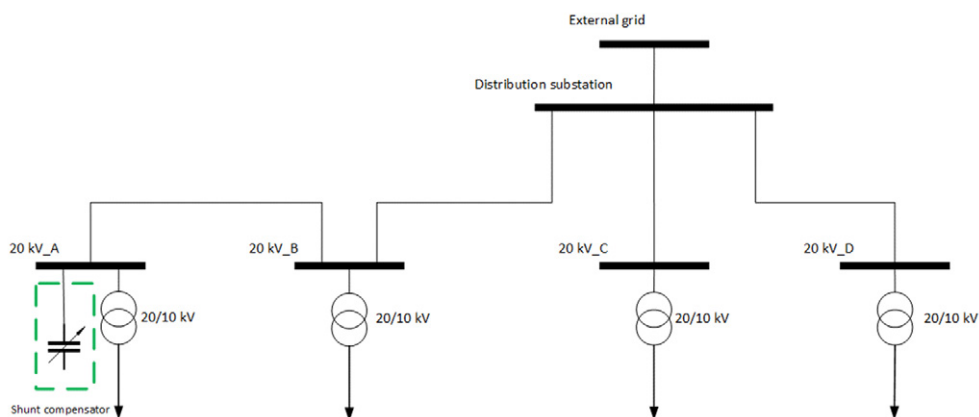 External grid
Distribution substation
20 kV_A
20 kV_B
20 kV_C
20 kV_D
20/10 kV
20/10 kV
20/10 kV
20/10 kV
Shunt compensator